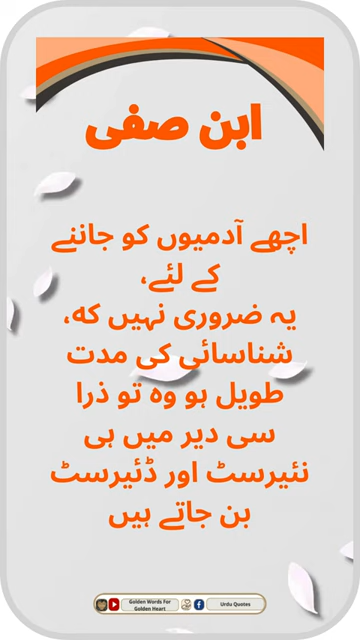 ابن صفی
اچھے آدمیوں کو جاننے
کے لئے،
یہ ضروری نہیں که،
شناسائی کی مدت
طویل ہو وہ تو ذرا
سی دیر میں ہی
نئیرسٹ اور ڈئیرسٹ
بن جاتے ہیں
Golden Words For
Golden Heart
Urdu Quotes